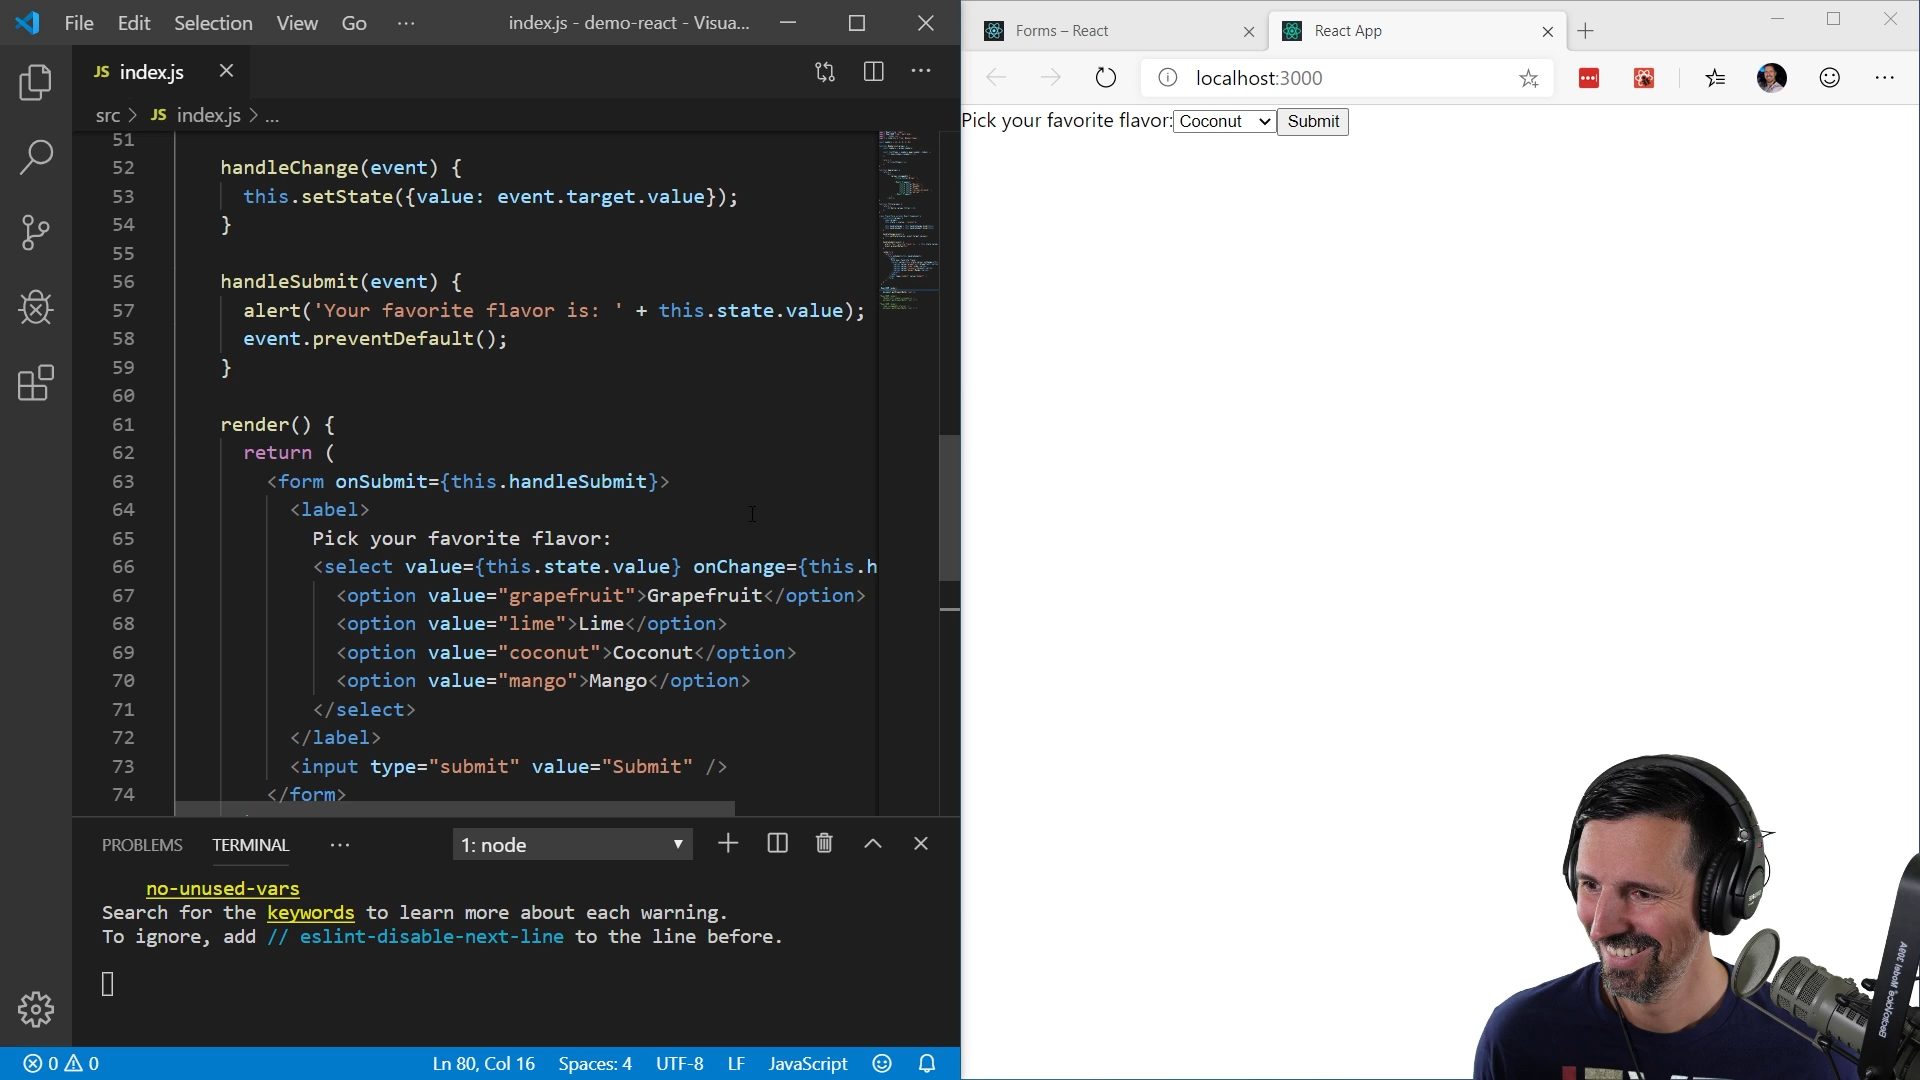 File Edit Selection View Go ··· index.js - demo-react - Visua...
JS index.js
src > JS index.js > ...
51
52 handleChange(event) {
53 this.setState({value: event.target.value});
54 }
55
56 handleSubmit(event) {
57 alert('Your favorite flavor is: ' + this.state.value);
58 event.preventDefault();
59 }
60
61 render() {
62 return (
63 <form onSubmit={this.handleSubmit}>
64 <label>
65 Pick your favorite flavor:
66 <select value={this.state.value} onChange={this.h
67 <option value="grapefruit">Grapefruit</option>
68 <option value="lime">Lime</option>
69 <option value="coconut">Coconut</option>
70 <option value="mango">Mango</option>
71 </select>
72 </label>
73 <input type="submit" value="Submit" />
74 </form>
PROBLEMS TERMINAL ··· 1: node
no-unused-vars
Search for the keywords to learn more about each warning.
To ignore, add // eslint-disable-next-line to the line before.
0 0 Ln 80, Col 16 Spaces: 4 UTF-8 LF JavaScript
Forms – React React App
localhost:3000
Pick your favorite flavor: Coconut Submit